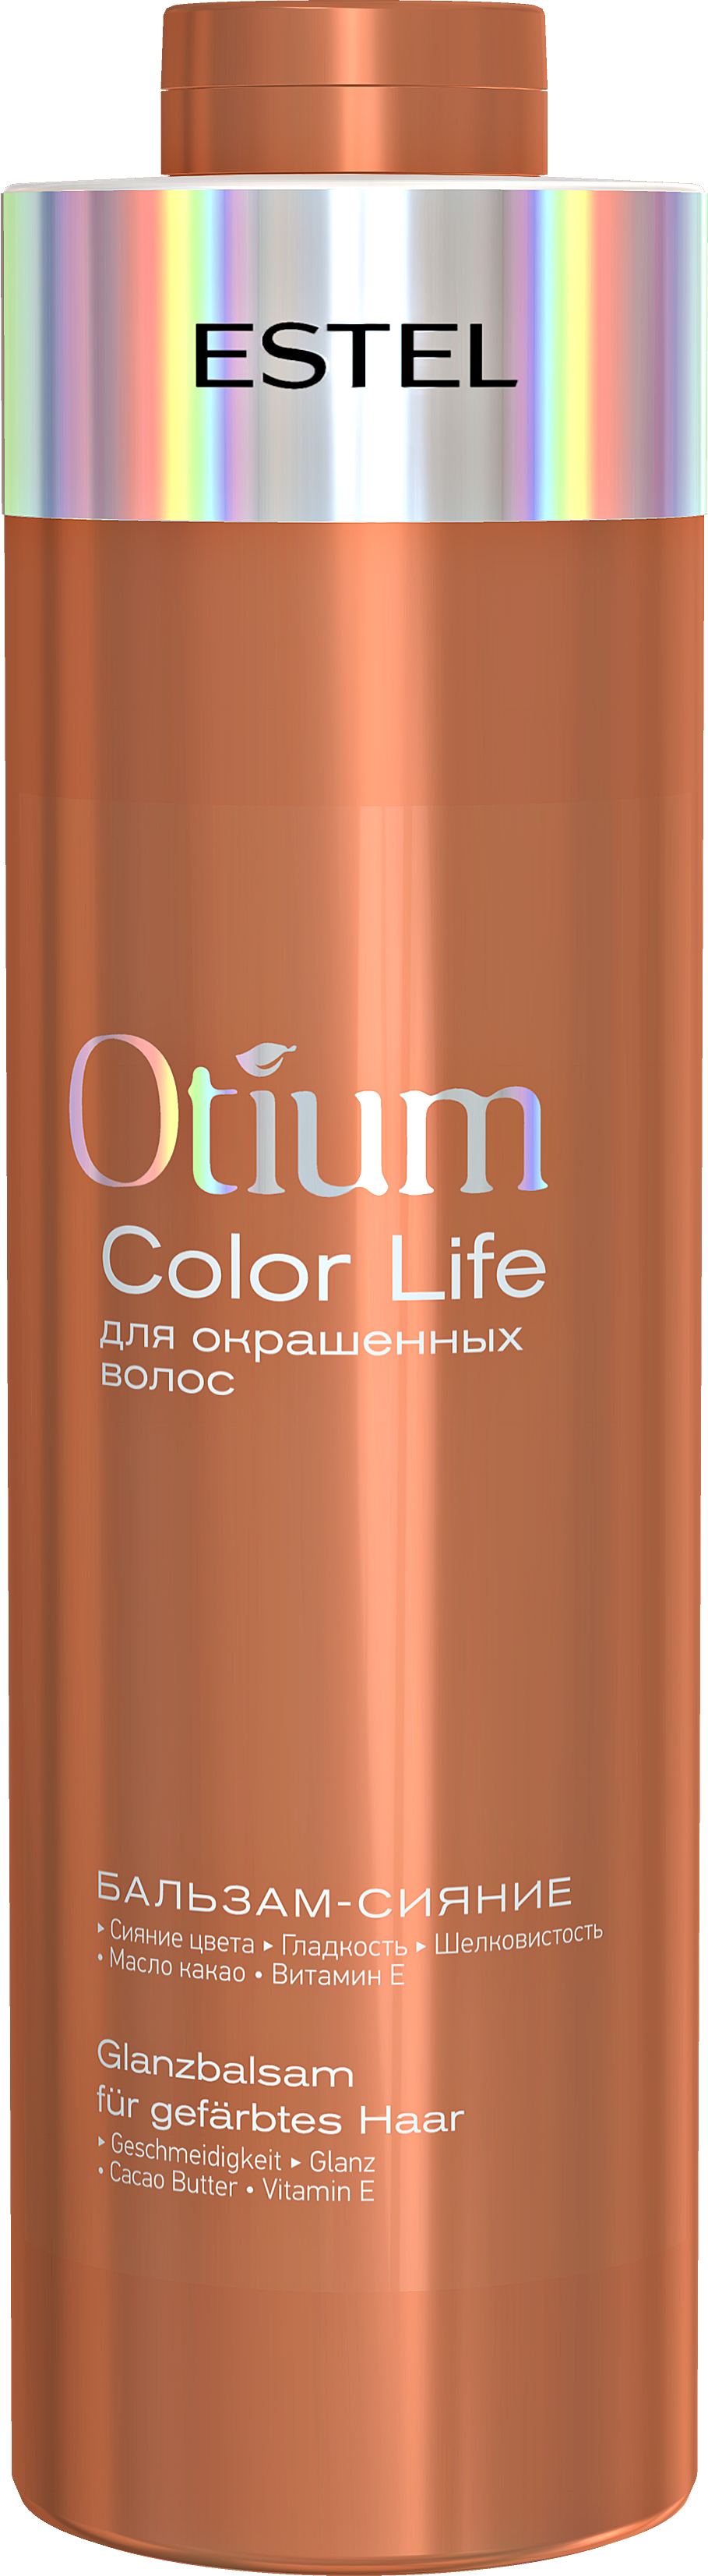 ESTEL
Otium
Color Life
для окрашенных
волос
БАЛЬЗАМ-СИЯНИЕ
▸ Сияние цвета ▸ Гладкость ▸ Шелковистость
• Масло какао • Витамин Е
Glanzbalsam
für gefärbtes Haar
▸ Geschmeidigkeit ▸ Glanz
• Cacao Butter • Vitamin E